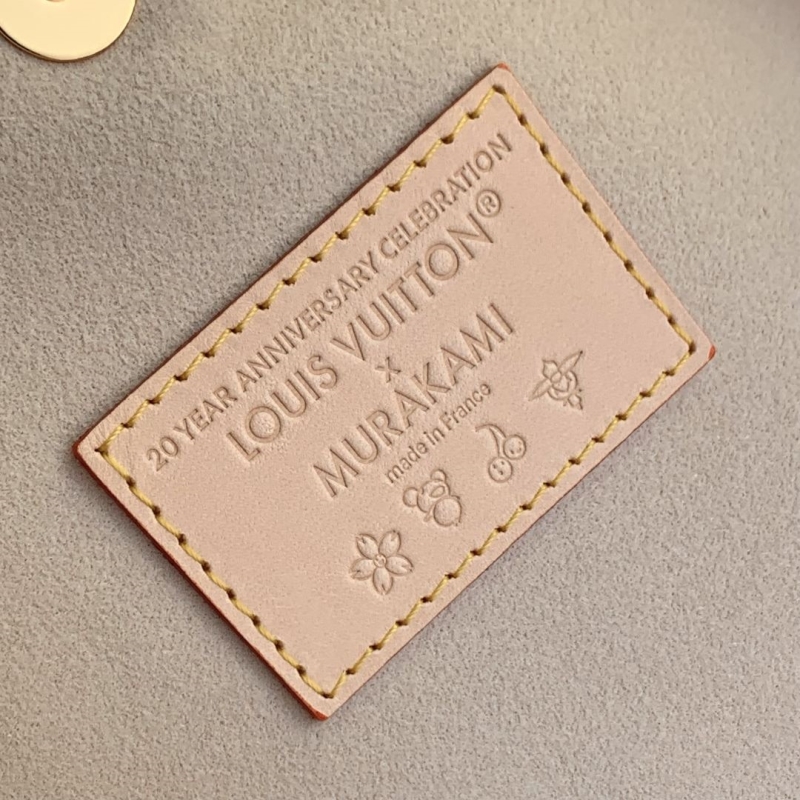 20 YEAR ANNIVERSARY CELEBRATION
LOUIS VUITTON®
x
MURAKAMI
made in France